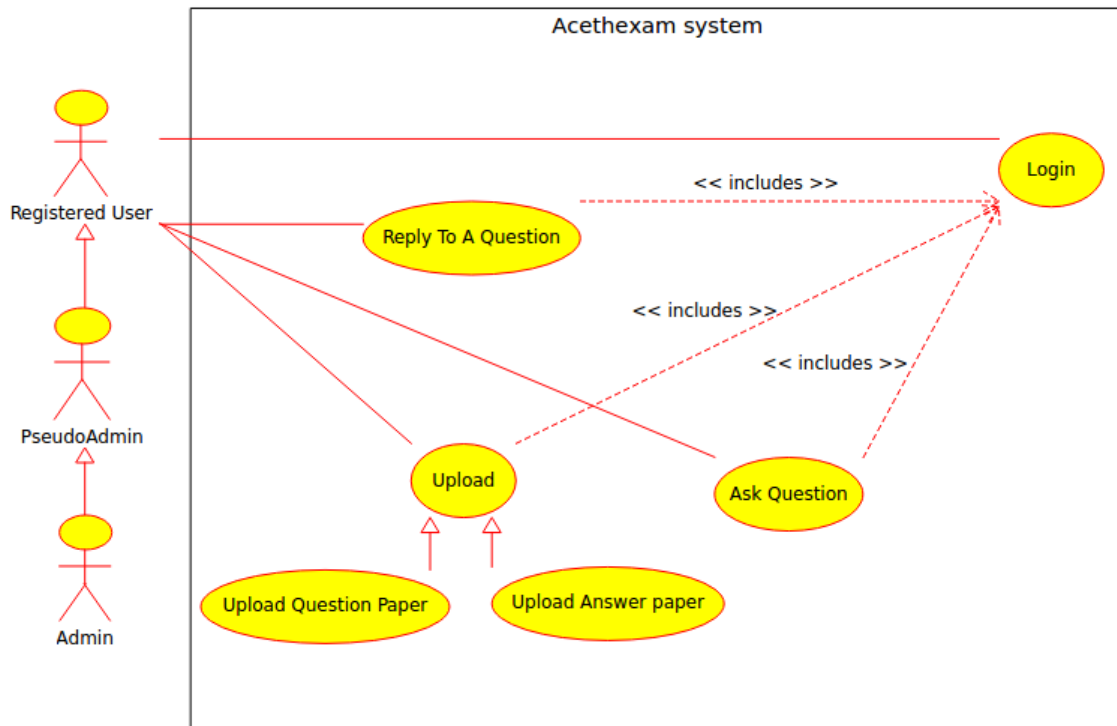 Acethexam system
Login
<< includes >>
Registered User
Reply To A Question
<< includes >>
<< includes >>
PseudoAdmin
Upload
Ask Question
Upload Question Paper
Upload Answer paper
Admin